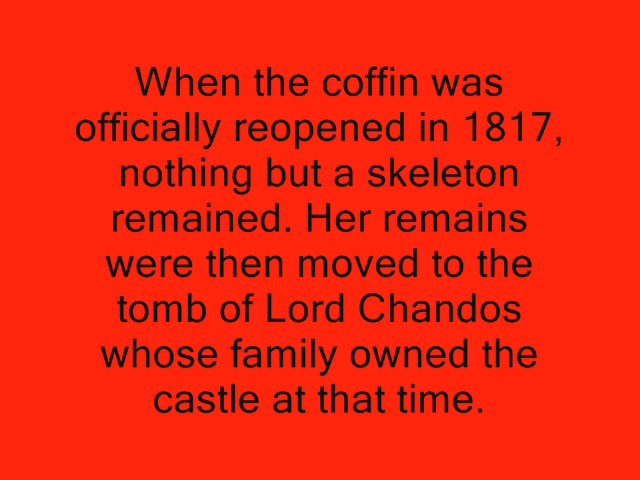 When the coffin was
officially reopened in 1817,
nothing but a skeleton
remained. Her remains
were then moved to the
tomb of Lord Chandos
whose family owned the
castle at that time.